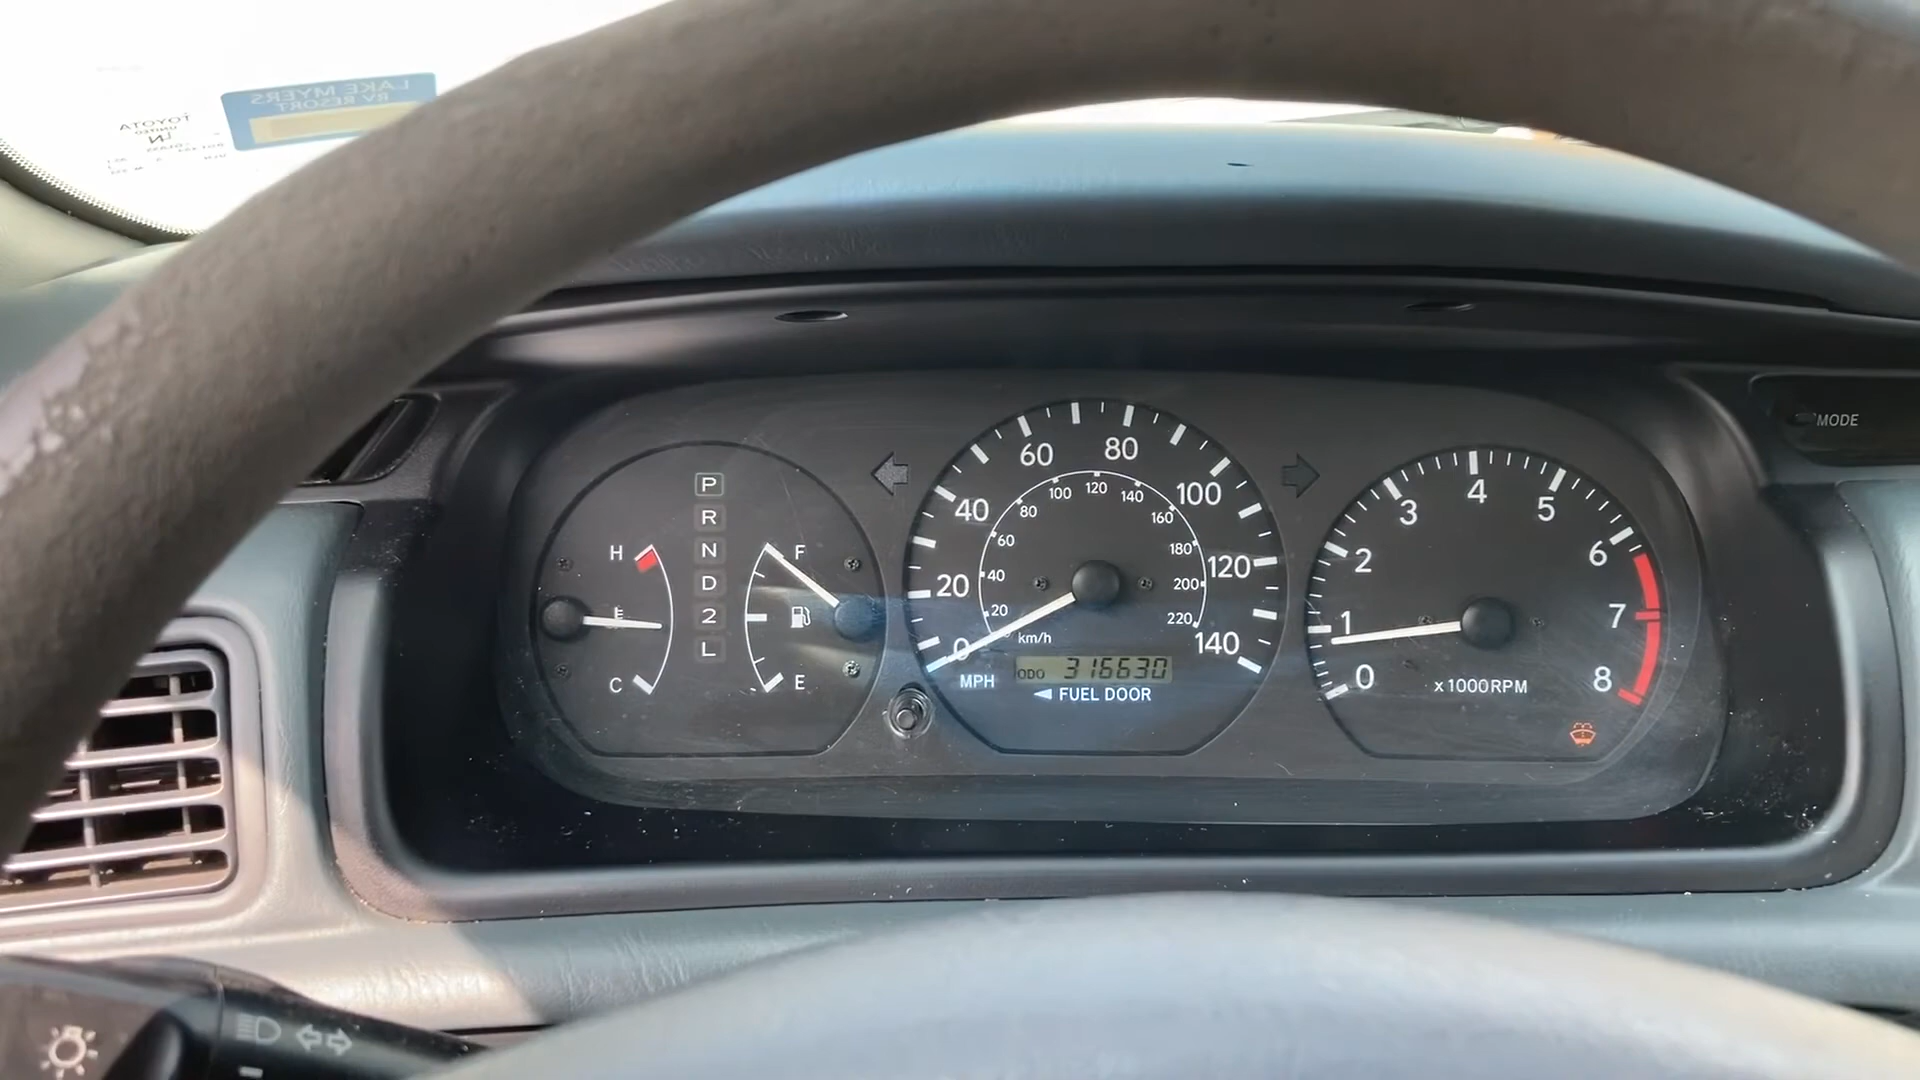 LAKE MYERS
RV RESORT
TOYOTA
UNITED
MODE
P
R
N
D
2
L
H
C
F
E
0
20
40
60
80
100
120
140
MPH
20
40
60
80
100
120
140
160
180
200
220
km/h
ODO 316630
◄ FUEL DOOR
0
1
2
3
4
5
6
7
8
x1000RPM